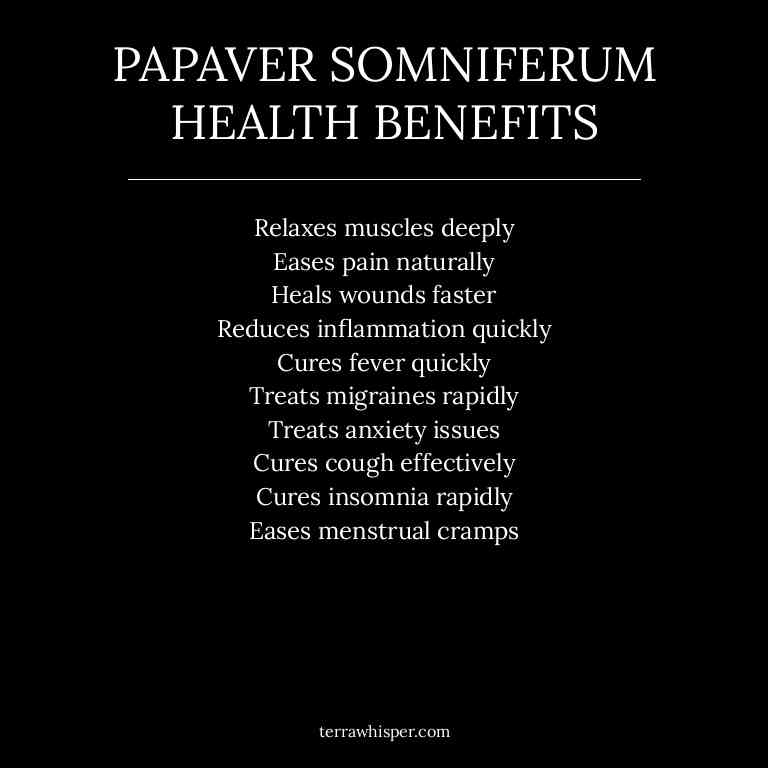 PAPAVER SOMNIFERUM
HEALTH BENEFITS
Relaxes muscles deeply
Eases pain naturally
Heals wounds faster
Reduces inflammation quickly
Cures fever quickly
Treats migraines rapidly
Treats anxiety issues
Cures cough effectively
Cures insomnia rapidly
Eases menstrual cramps
terrawhisper.com